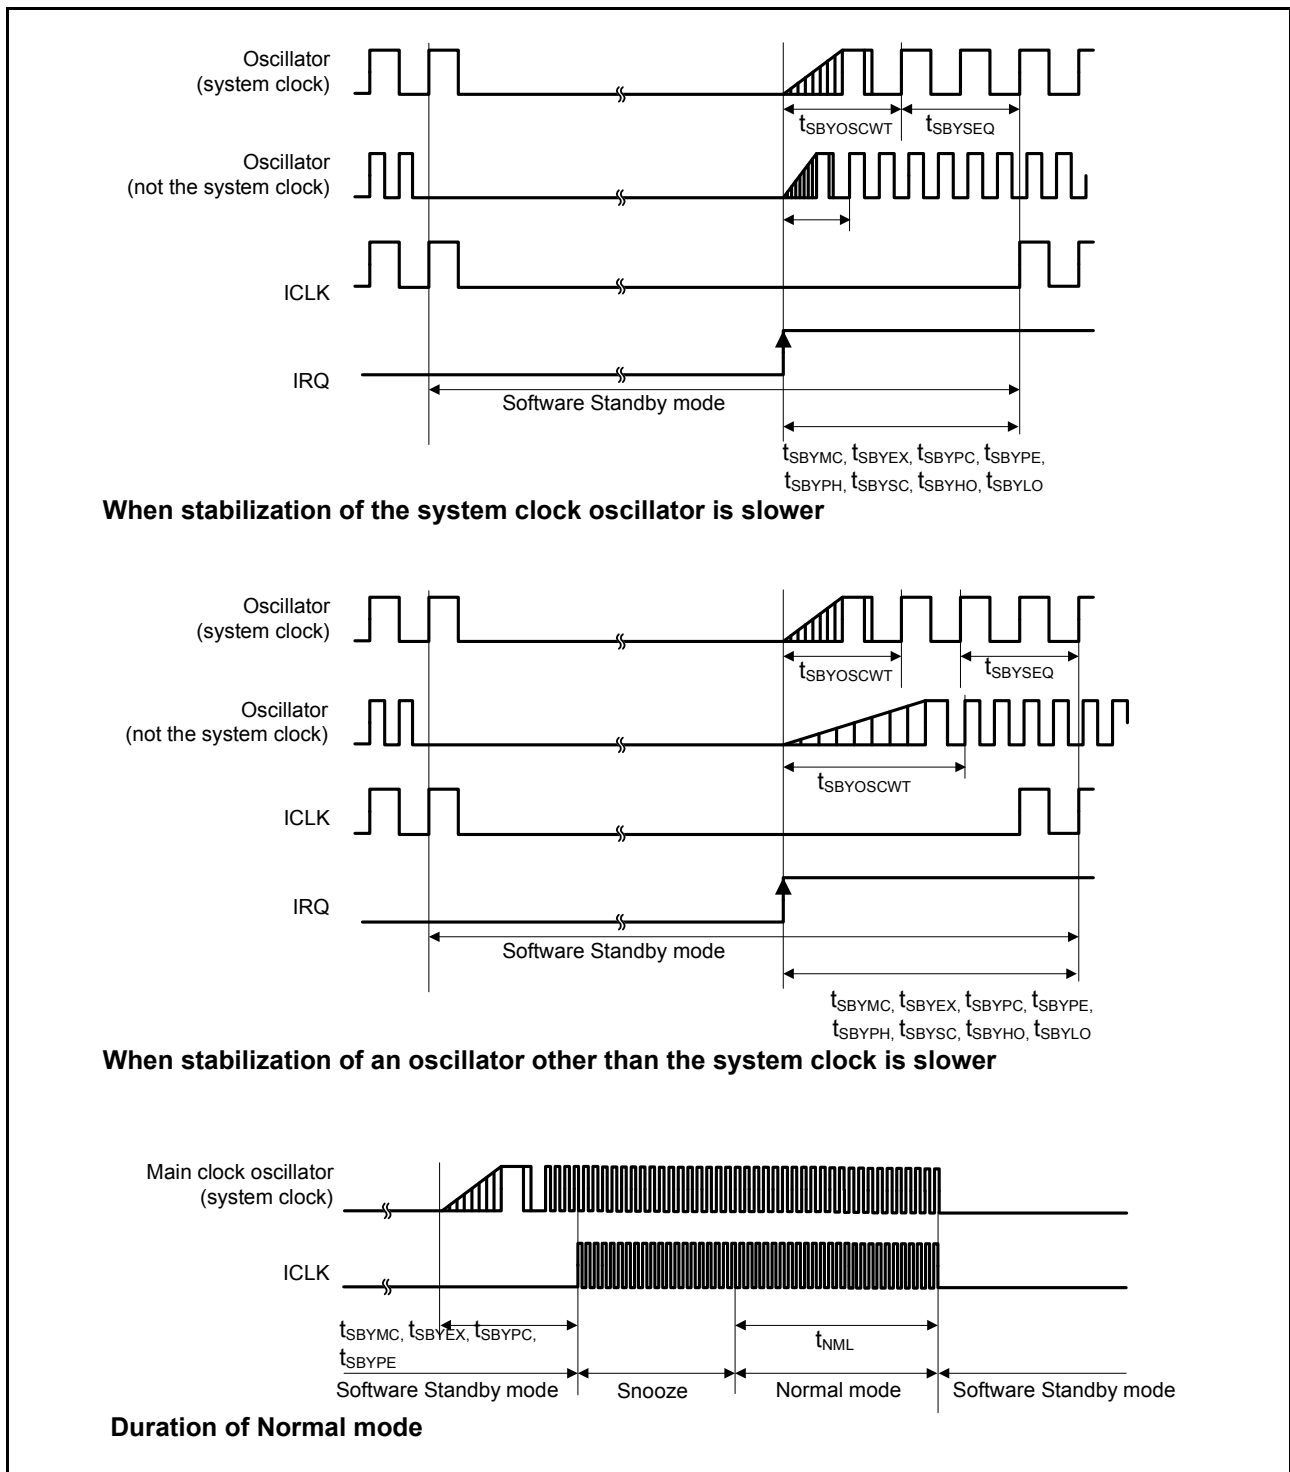 Oscillator
(system clock)
tSBYOSCWT
tSBYSEQ
Oscillator
(not the system clock)
ICLK
IRQ
Software Standby mode
tSBYMC, tSBYEX, tSBYPC, tSBYPE,
tSBYPH, tSBYSC, tSBYHO, tSBYLO
When stabilization of the system clock oscillator is slower
Oscillator
(system clock)
tSBYOSCWT
tSBYSEQ
Oscillator
(not the system clock)
tSBYOSCWT
ICLK
IRQ
Software Standby mode
tSBYMC, tSBYEX, tSBYPC, tSBYPE,
tSBYPH, tSBYSC, tSBYHO, tSBYLO
When stabilization of an oscillator other than the system clock is slower
Main clock oscillator
(system clock)
ICLK
tSBYMC, tSBYEX, tSBYPC,
tSBYPE
tNML
Software Standby mode
Snooze
Normal mode
Software Standby mode
Duration of Normal mode